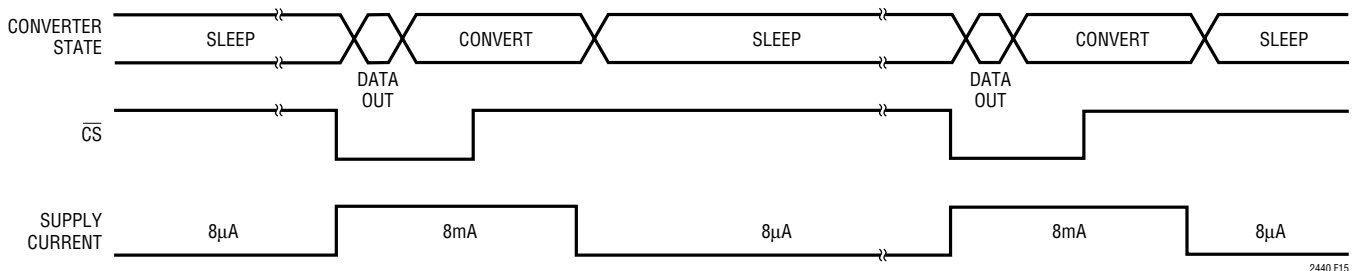 CONVERTER
STATE
SLEEP
CONVERT
SLEEP
CONVERT
SLEEP
DATA
OUT
DATA
OUT
CS
SUPPLY
CURRENT
8µA
8mA
8µA
8mA
8µA
2440 F15